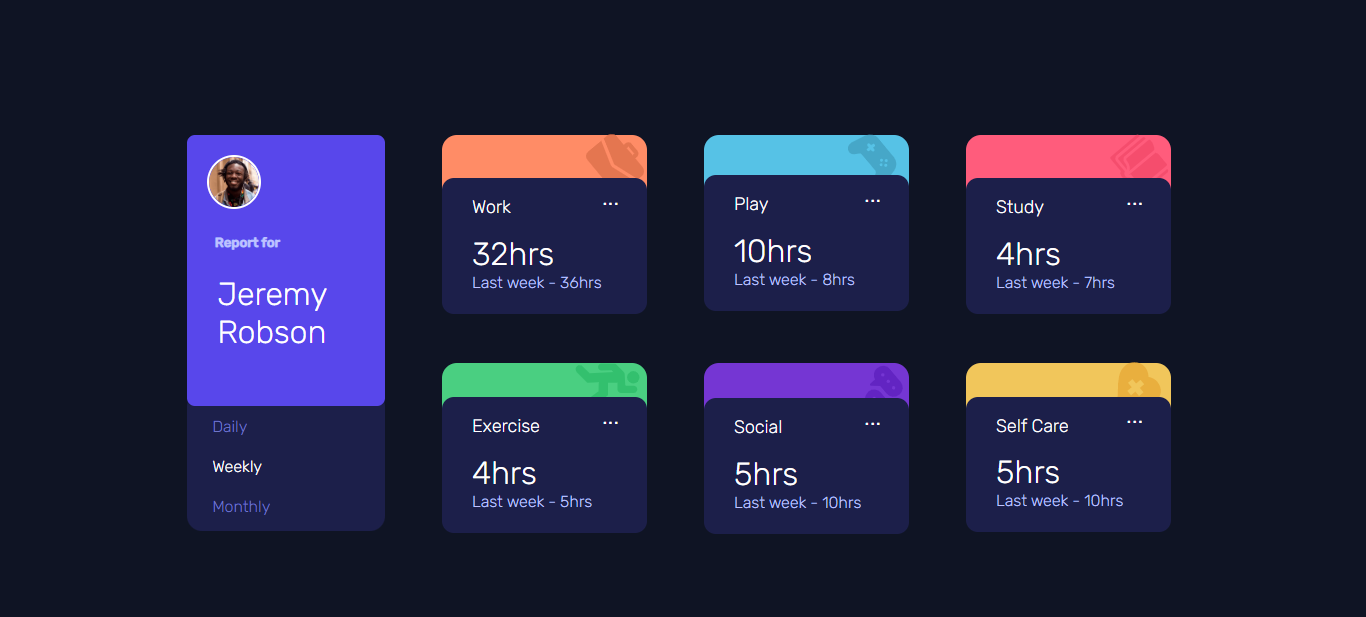 Report for
Jeremy
Robson
Daily
Weekly
Monthly
Work
...
32hrs
Last week - 36hrs
Play
...
10hrs
Last week - 8hrs
Study
...
4hrs
Last week - 7hrs
Exercise
...
4hrs
Last week - 5hrs
Social
...
5hrs
Last week - 10hrs
Self Care
...
5hrs
Last week - 10hrs